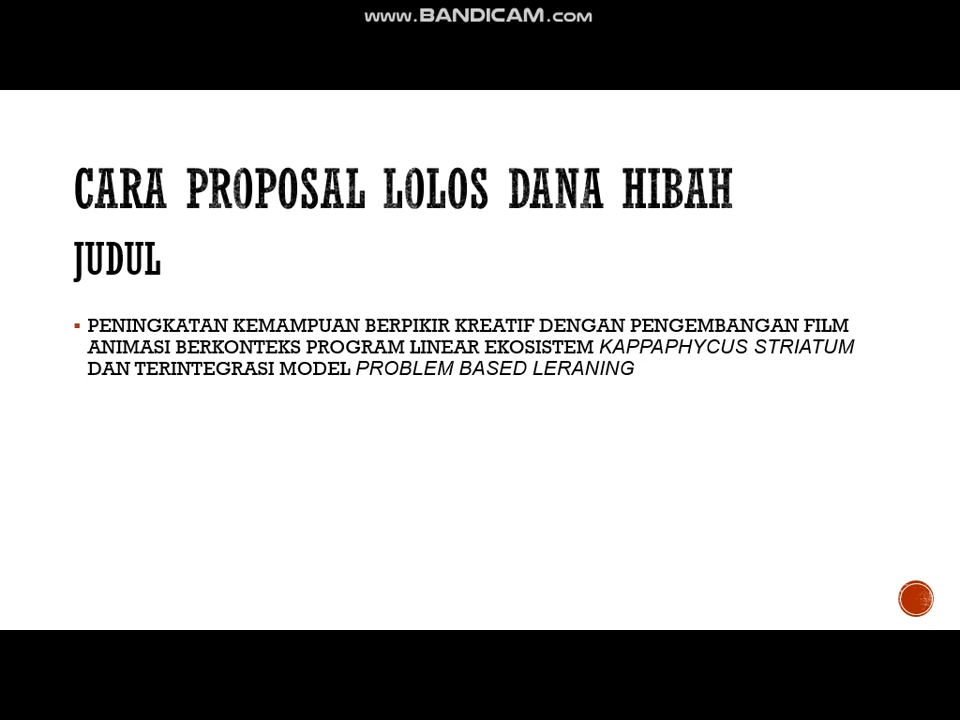 www.BANDICAM.com
CARA PROPOSAL LOLOS DANA HIBAH
JUDUL
▪ PENINGKATAN KEMAMPUAN BERPIKIR KREATIF DENGAN PENGEMBANGAN FILM
ANIMASI BERKONTEKS PROGRAM LINEAR EKOSISTEM KAPPAPHYCUS STRIATUM
DAN TERINTEGRASI MODEL PROBLEM BASED LERANING